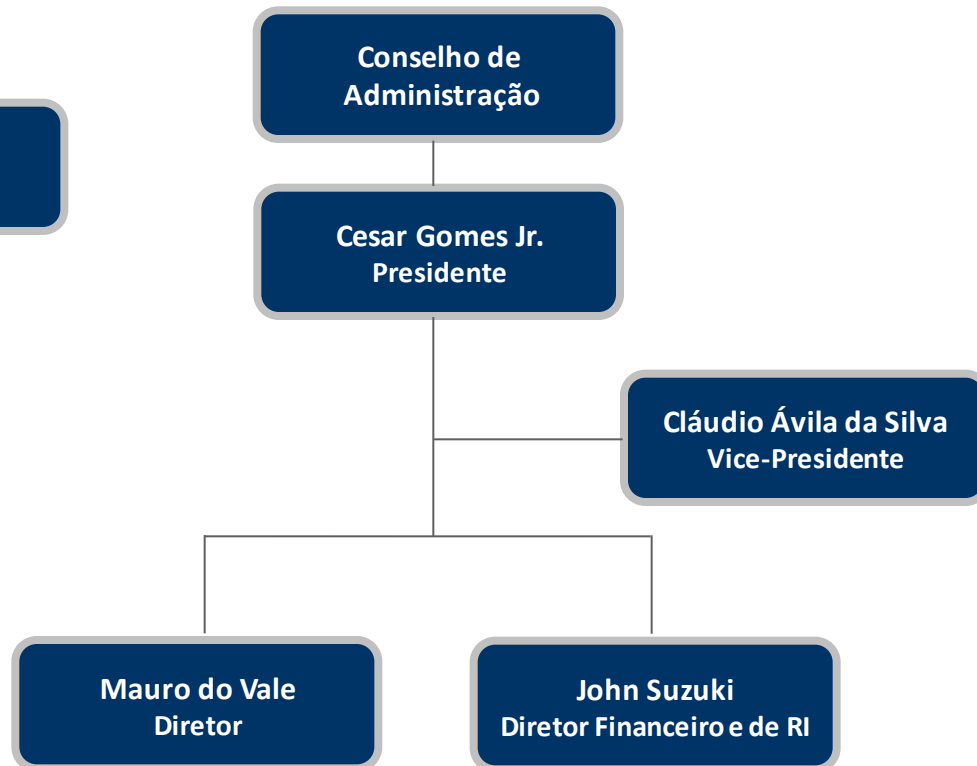 Conselho de
Administração
Cesar Gomes Jr.
Presidente
Cláudio Ávila da Silva
Vice-Presidente
Mauro do Vale
Diretor
John Suzuki
Diretor Financeiro e de RI